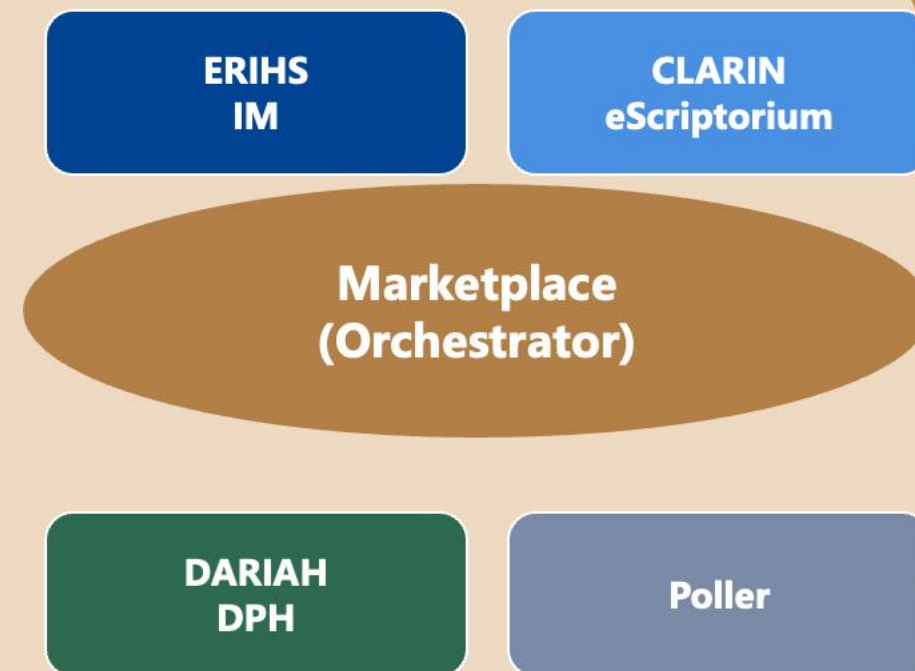 ERIHS
IM
CLARIN
eScriptorium
Marketplace
(Orchestrator)
DARIAH
DPH
Poller